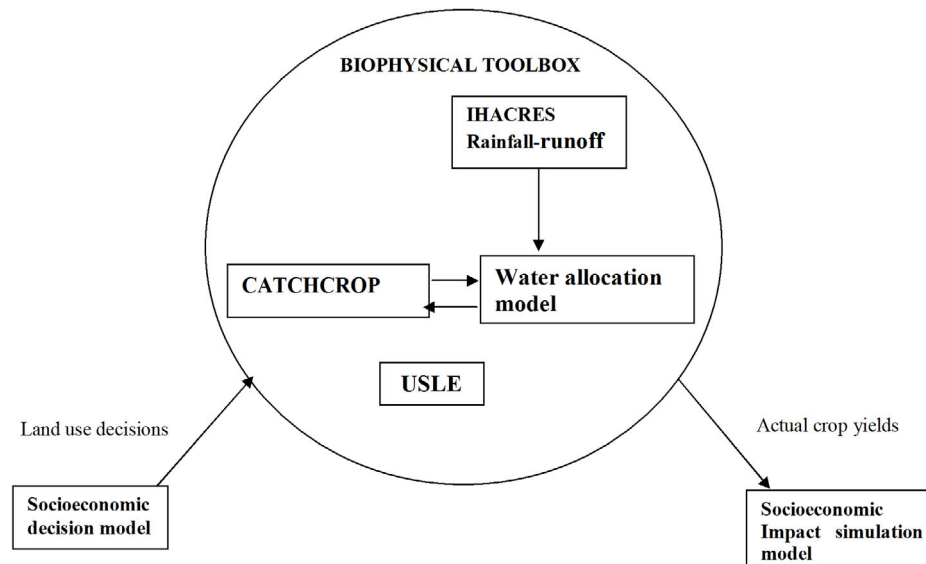 BIOPHYSICAL TOOLBOX
IHACRES
Rainfall-runoff
CATCHCROP
Water allocation
model
USLE
Land use decisions
Actual crop yields
Socioeconomic
decision model
Socioeconomic
Impact simulation
model